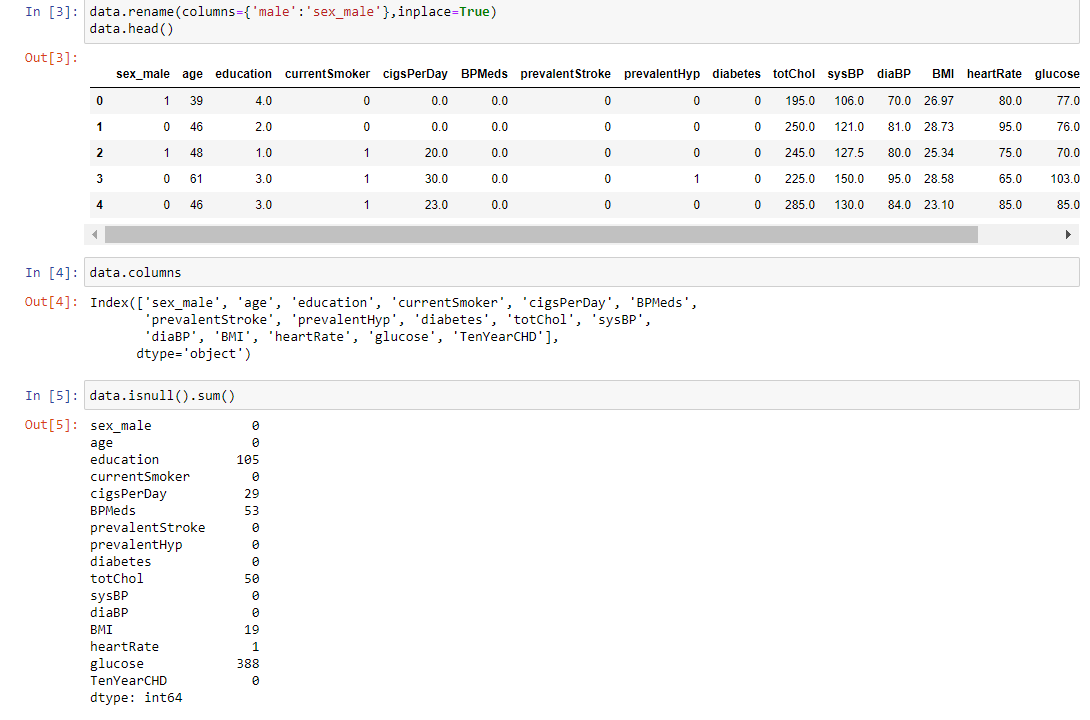 In [3]: data.rename(columns={'male':'sex_male'},inplace=True)
data.head()
Out[3]:
sex_male age education currentSmoker cigsPerDay BPMeds prevalentStroke prevalentHyp diabetes totChol sysBP diaBP BMI heartRate glucose
0 1 39 4.0 0 0.0 0.0 0 0 0 195.0 106.0 70.0 26.97 80.0 77.0
1 0 46 2.0 0 0.0 0.0 0 0 0 250.0 121.0 81.0 28.73 95.0 76.0
2 1 48 1.0 1 20.0 0.0 0 0 0 245.0 127.5 80.0 25.34 75.0 70.0
3 0 61 3.0 1 30.0 0.0 0 1 0 225.0 150.0 95.0 28.58 65.0 103.0
4 0 46 3.0 1 23.0 0.0 0 0 0 285.0 130.0 84.0 23.10 85.0 85.0
In [4]: data.columns
Out[4]: Index(['sex_male', 'age', 'education', 'currentSmoker', 'cigsPerDay', 'BPMeds',
'prevalentStroke', 'prevalentHyp', 'diabetes', 'totChol', 'sysBP',
'diaBP', 'BMI', 'heartRate', 'glucose', 'TenYearCHD'],
dtype='object')
In [5]: data.isnull().sum()
Out[5]: sex_male 0
age 0
education 105
currentSmoker 0
cigsPerDay 29
BPMeds 53
prevalentStroke 0
prevalentHyp 0
diabetes 0
totChol 50
sysBP 0
diaBP 0
BMI 19
heartRate 1
glucose 388
TenYearCHD 0
dtype: int64